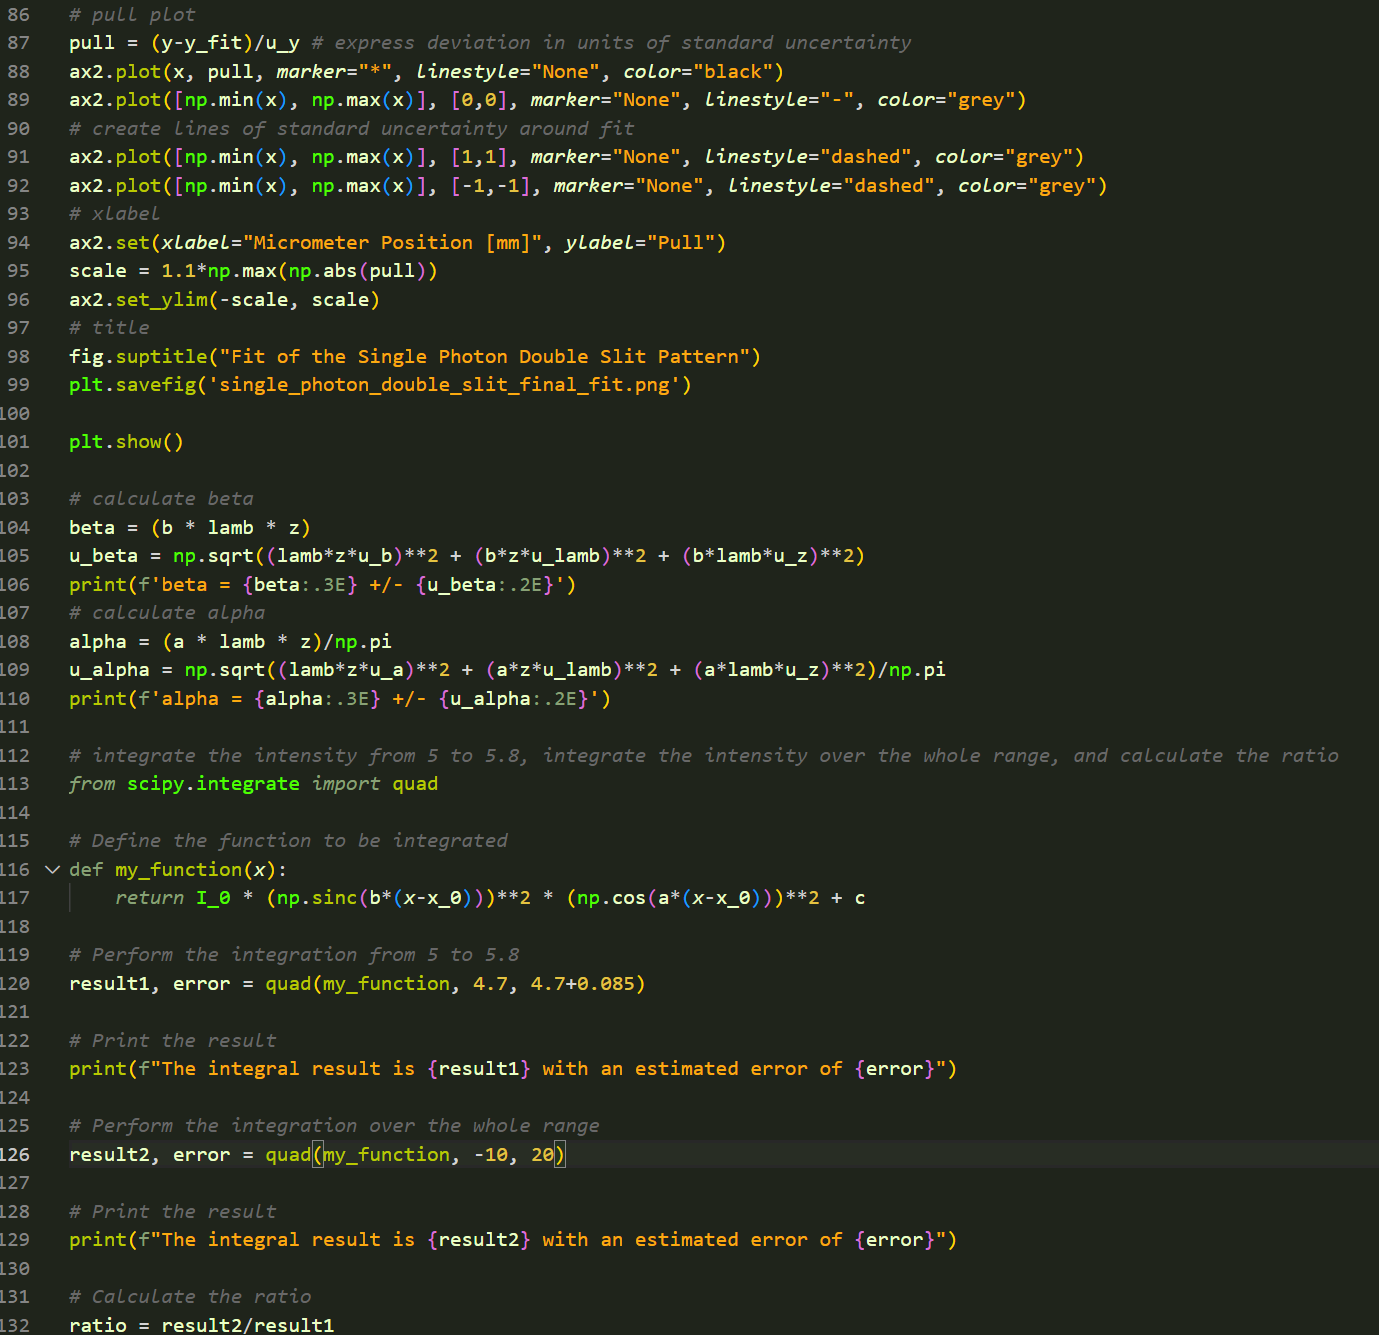 86 # pull plot
87 pull = (y-y_fit)/u_y # express deviation in units of standard uncertainty
88 ax2.plot(x, pull, marker="*", linestyle="None", color="black")
89 ax2.plot([np.min(x), np.max(x)], [0,0], marker="None", linestyle="-", color="grey")
90 # create lines of standard uncertainty around fit
91 ax2.plot([np.min(x), np.max(x)], [1,1], marker="None", linestyle="dashed", color="grey")
92 ax2.plot([np.min(x), np.max(x)], [-1,-1], marker="None", linestyle="dashed", color="grey")
93 # xlabel
94 ax2.set(xlabel="Micrometer Position [mm]", ylabel="Pull")
95 scale = 1.1*np.max(np.abs(pull))
96 ax2.set_ylim(-scale, scale)
97 # title
98 fig.suptitle("Fit of the Single Photon Double Slit Pattern")
99 plt.savefig('single_photon_double_slit_final_fit.png')
100
101 plt.show()
102
103 # calculate beta
104 beta = (b * lamb * z)
105 u_beta = np.sqrt((lamb*z*u_b)**2 + (b*z*u_lamb)**2 + (b*lamb*u_z)**2)
106 print(f'beta = {beta:.3E} +/- {u_beta:.2E}')
107 # calculate alpha
108 alpha = (a * lamb * z)/np.pi
109 u_alpha = np.sqrt((lamb*z*u_a)**2 + (a*z*u_lamb)**2 + (a*lamb*u_z)**2)/np.pi
110 print(f'alpha = {alpha:.3E} +/- {u_alpha:.2E}')
111
112 # integrate the intensity from 5 to 5.8, integrate the intensity over the whole range, and calculate the ratio
113 from scipy.integrate import quad
114
115 # Define the function to be integrated
116 def my_function(x):
117 return I_0 * (np.sinc(b*(x-x_0)))**2 * (np.cos(a*(x-x_0)))**2 + c
118
119 # Perform the integration from 5 to 5.8
120 result1, error = quad(my_function, 4.7, 4.7+0.085)
121
122 # Print the result
123 print(f"The integral result is {result1} with an estimated error of {error}")
124
125 # Perform the integration over the whole range
126 result2, error = quad(my_function, -10, 20)
127
128 # Print the result
129 print(f"The integral result is {result2} with an estimated error of {error}")
130
131 # Calculate the ratio
132 ratio = result2/result1